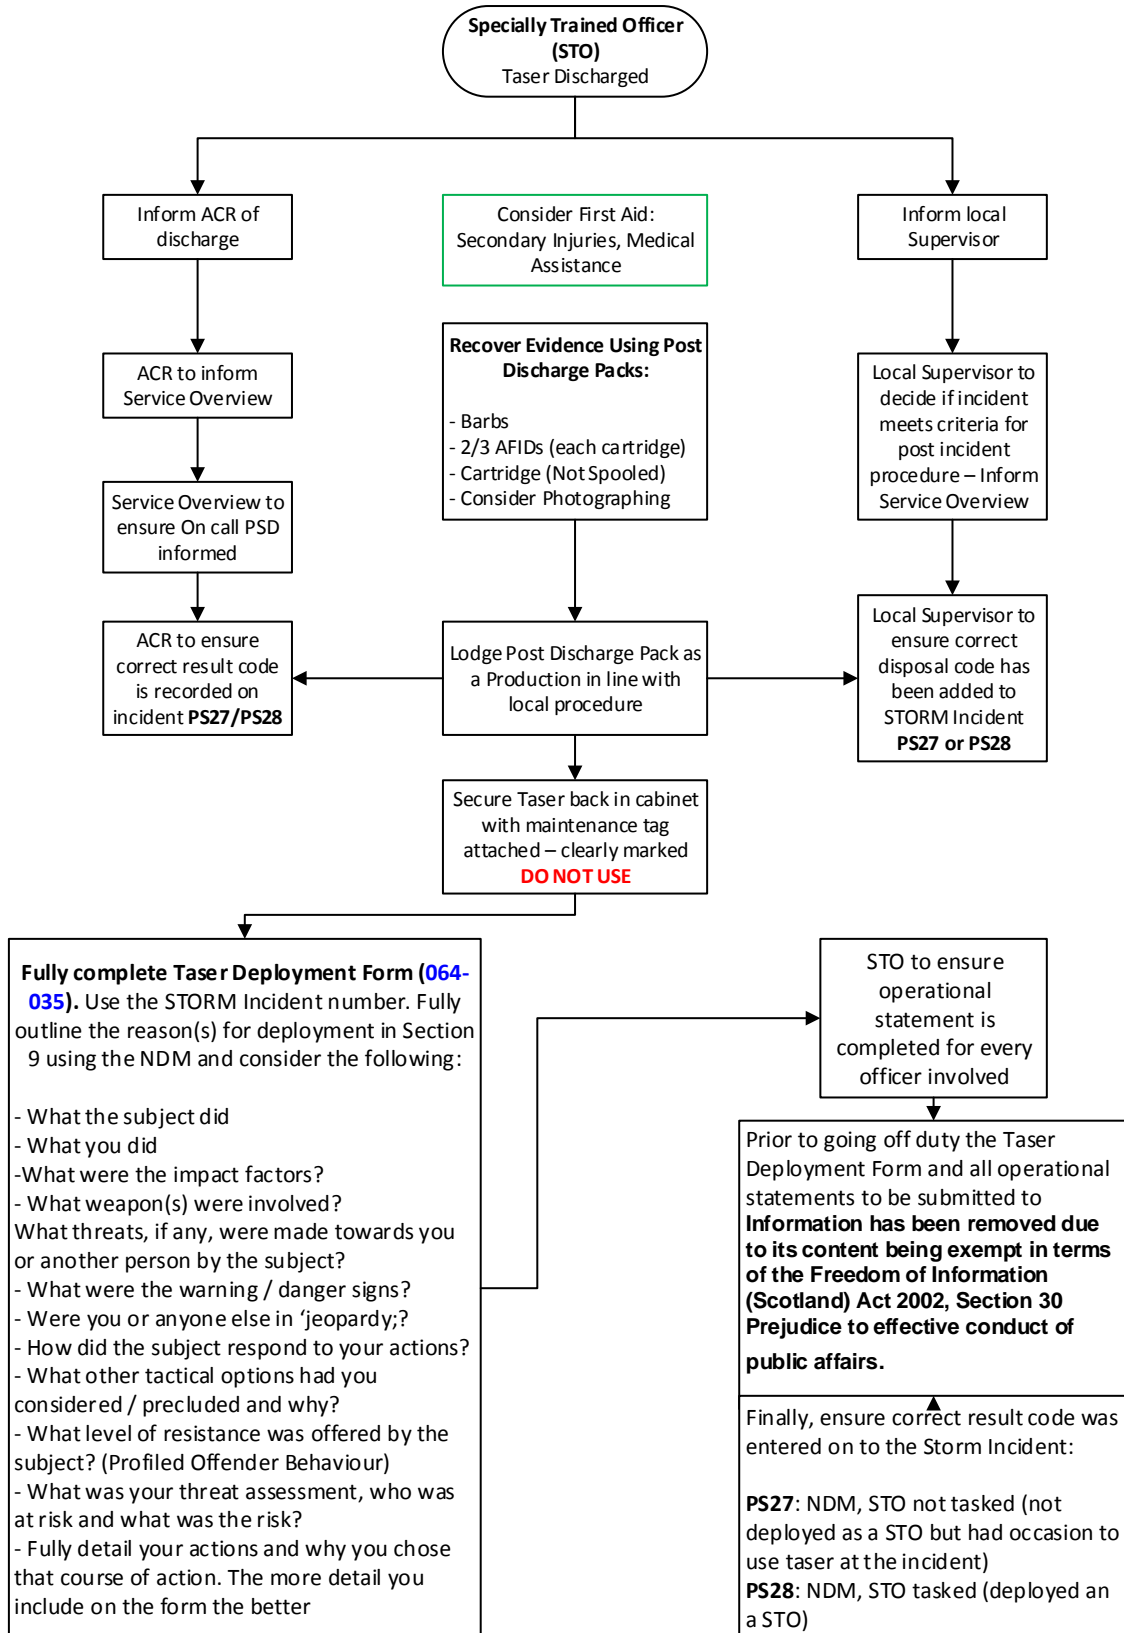 Specially Trained Officer
(STO)
Taser Discharged
Inform ACR of
discharge
Consider First Aid:
Secondary Injuries, Medical
Assistance
Inform local
Supervisor
ACR to inform
Service Overview
Recover Evidence Using Post
Discharge Packs:
- Barbs
- 2/3 AFIDs (each cartridge)
- Cartridge (Not Spooled)
- Consider Photographing
Local Supervisor to
decide if incident
meets criteria for
post incident
procedure – Inform
Service Overview
Service Overview to
ensure On call PSD
informed
ACR to ensure
correct result code
is recorded on
incident PS27/PS28
Lodge Post Discharge Pack as
a Production in line with
local procedure
Local Supervisor to
ensure correct
disposal code has
been added to
STORM Incident
PS27 or PS28
Secure Taser back in cabinet
with maintenance tag
attached – clearly marked
DO NOT USE
Fully complete Taser Deployment Form (064-
035). Use the STORM Incident number. Fully
outline the reason(s) for deployment in Section
9 using the NDM and consider the following:
- What the subject did
- What you did
-What were the impact factors?
- What weapon(s) were involved?
What threats, if any, were made towards you
or another person by the subject?
- What were the warning / danger signs?
- Were you or anyone else in ‘jeopardy;?
- How did the subject respond to your actions?
- What other tactical options had you
considered / precluded and why?
- What level of resistance was offered by the
subject? (Profiled Offender Behaviour)
- What was your threat assessment, who was
at risk and what was the risk?
- Fully detail your actions and why you chose
that course of action. The more detail you
include on the form the better
STO to ensure
operational
statement is
completed for every
officer involved
Prior to going off duty the Taser
Deployment Form and all operational
statements to be submitted to
Information has been removed due
to its content being exempt in terms
of the Freedom of Information
(Scotland) Act 2002, Section 30
Prejudice to effective conduct of
public affairs.
Finally, ensure correct result code was
entered on to the Storm Incident:
PS27: NDM, STO not tasked (not
deployed as a STO but had occasion to
use taser at the incident)
PS28: NDM, STO tasked (deployed an
a STO)